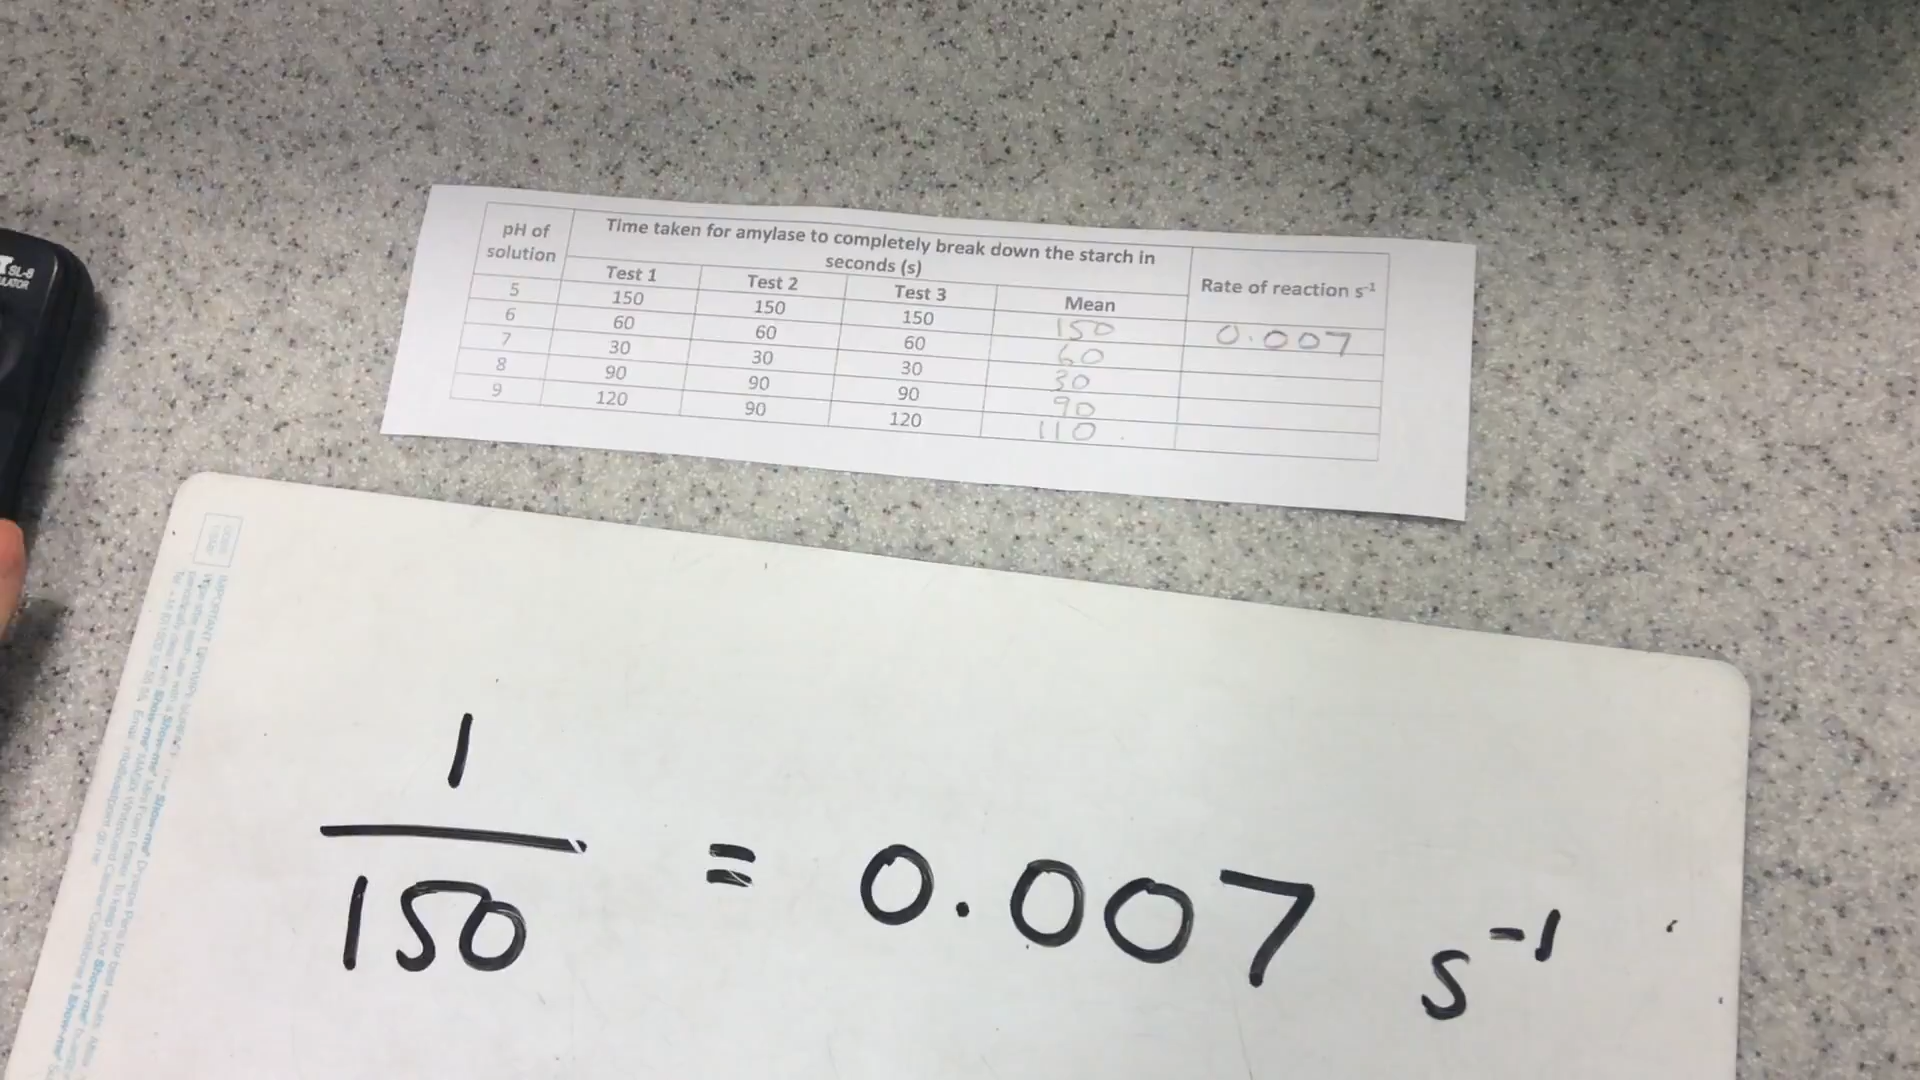 SL-8
pH of solution
Time taken for amylase to completely break down the starch in seconds (s)
Rate of reaction s⁻¹
Test 1 Test 2 Test 3 Mean
5 150 150 150 150 0.007
6 60 60 60 60
7 30 30 30 30
8 90 90 90 90
9 120 90 120 110
1
150
= 0.007 s⁻¹